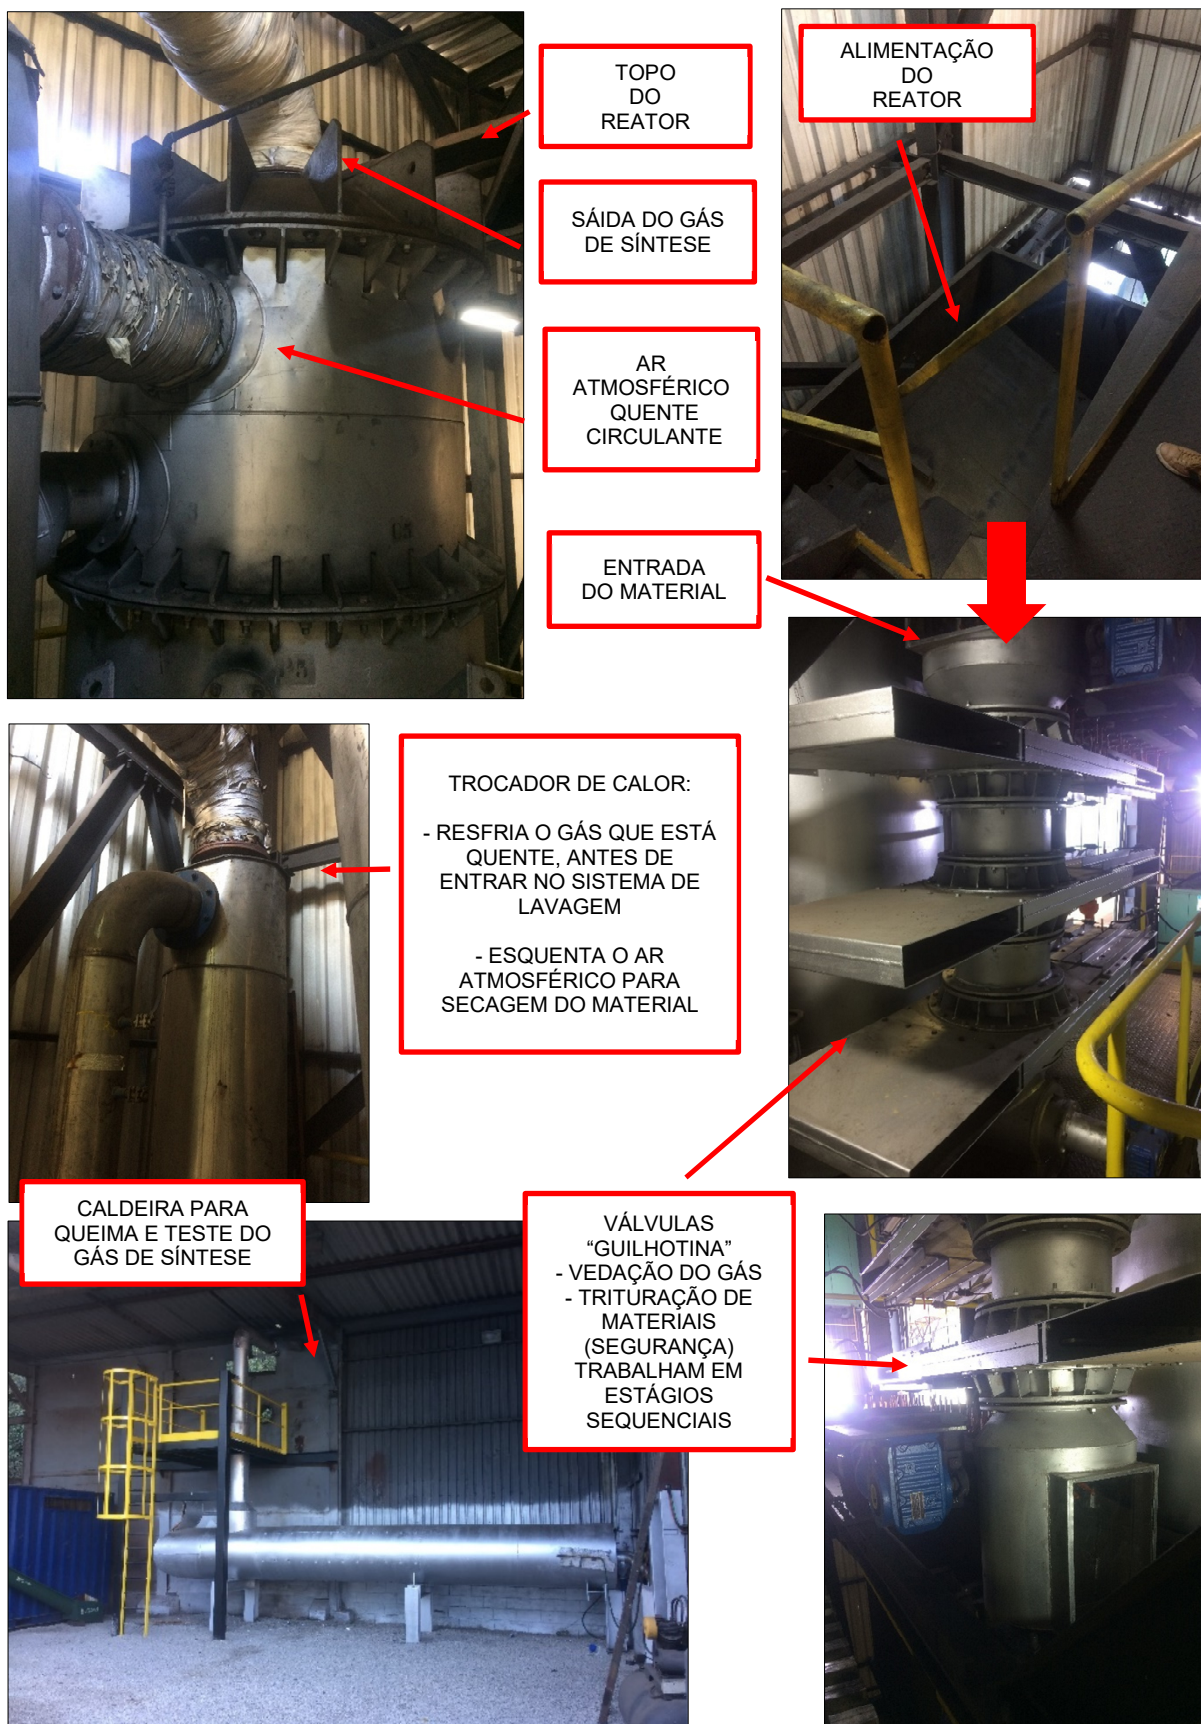 TOPO
DO
REATOR
ALIMENTAÇÃO
DO
REATOR
SÁIDA DO GÁS
DE SÍNTESE
AR
ATMOSFÉRICO
QUENTE
CIRCULANTE
ENTRADA
DO MATERIAL
TROCADOR DE CALOR:
- RESFRIA O GÁS QUE ESTÁ
QUENTE, ANTES DE
ENTRAR NO SISTEMA DE
LAVAGEM
- ESQUENTA O AR
ATMOSFÉRICO PARA
SECAGEM DO MATERIAL
CALDEIRA PARA
QUEIMA E TESTE DO
GÁS DE SÍNTESE
VÁLVULAS
“GUILHOTINA”
- VEDAÇÃO DO GÁS
- TRITURAÇÃO DE
MATERIAIS
(SEGURANÇA)
TRABALHAM EM
ESTÁGIOS
SEQUENCIAIS